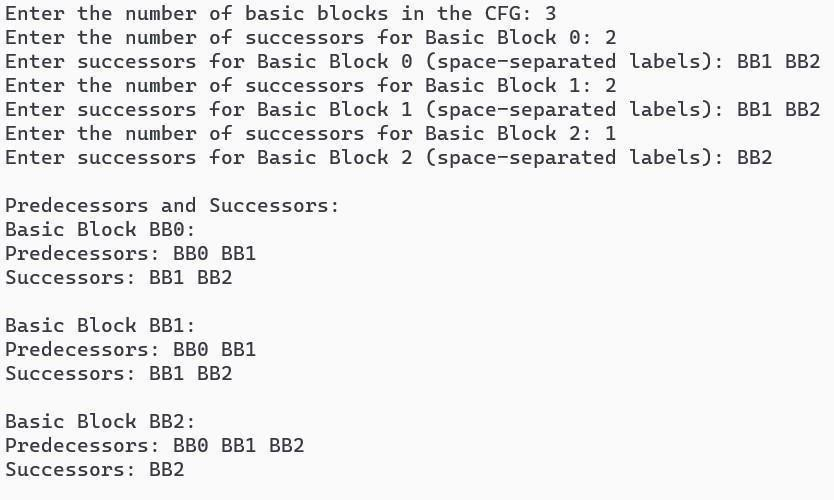 Enter the number of basic blocks in the CFG: 3
Enter the number of successors for Basic Block 0: 2
Enter successors for Basic Block 0 (space-separated labels): BB1 BB2
Enter the number of successors for Basic Block 1: 2
Enter successors for Basic Block 1 (space-separated labels): BB1 BB2
Enter the number of successors for Basic Block 2: 1
Enter successors for Basic Block 2 (space-separated labels): BB2

Predecessors and Successors:
Basic Block BB0:
Predecessors: BB0 BB1
Successors: BB1 BB2

Basic Block BB1:
Predecessors: BB0 BB1
Successors: BB1 BB2

Basic Block BB2:
Predecessors: BB0 BB1 BB2
Successors: BB2